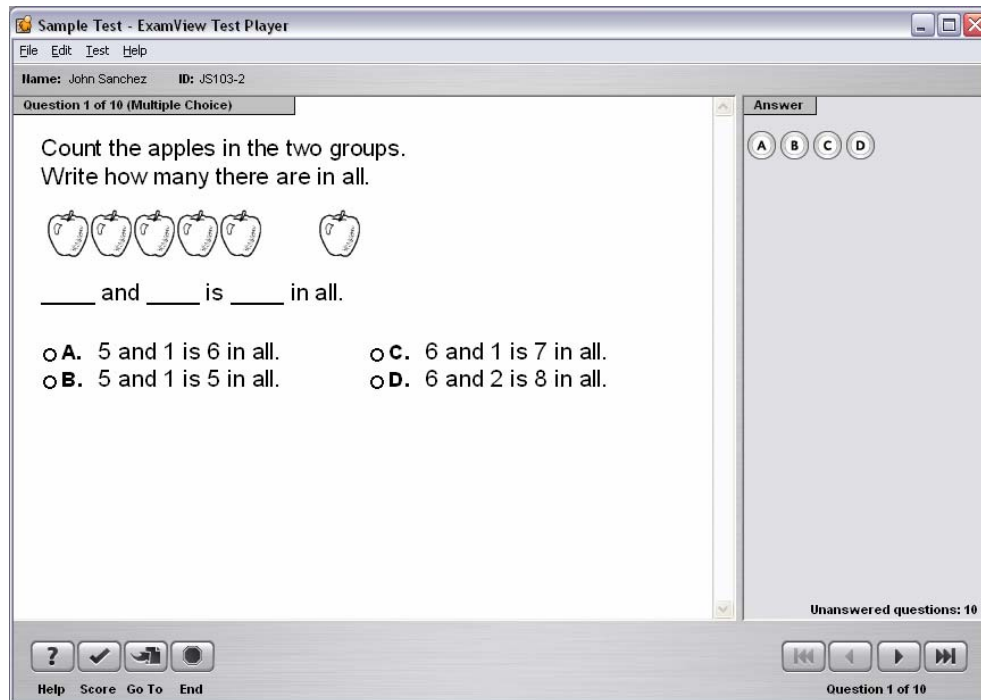 Sample Test - ExamView Test Player
File Edit Test Help
Name: John Sanchez ID: JS103-2
Question 1 of 10 (Multiple Choice)
Answer
Count the apples in the two groups.
Write how many there are in all.
A B C D
____ and ____ is ____ in all.
A. 5 and 1 is 6 in all. C. 6 and 1 is 7 in all.
B. 5 and 1 is 5 in all. D. 6 and 2 is 8 in all.
Unanswered questions: 10
Help Score Go To End
Question 1 of 10